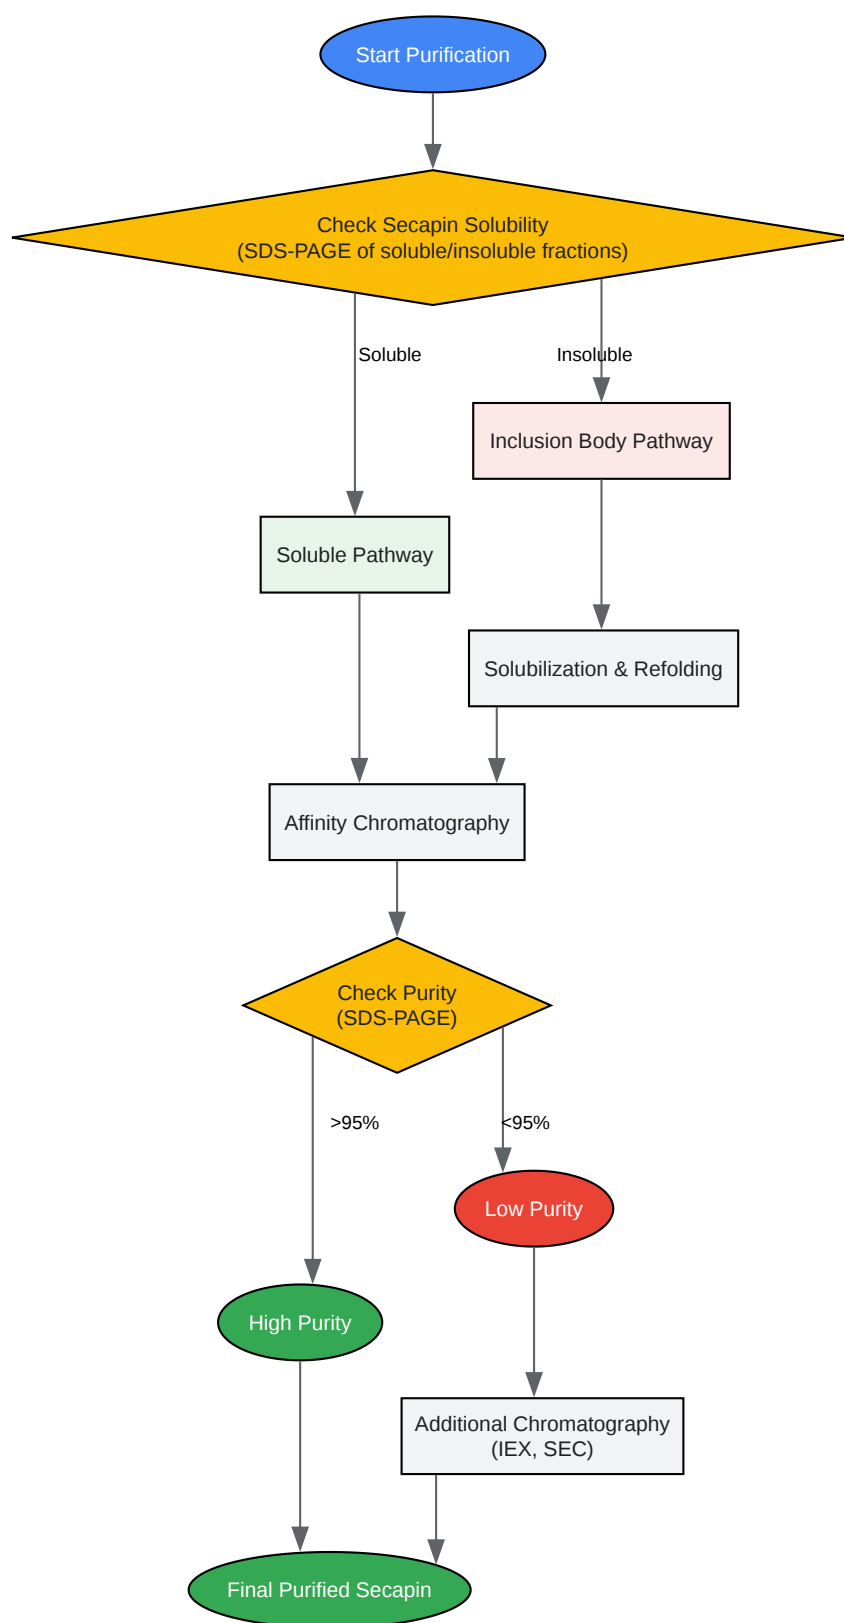 Start Purification
Check Secapin Solubility
(SDS-PAGE of soluble/insoluble fractions)
Soluble
Insoluble
Inclusion Body Pathway
Soluble Pathway
Solubilization & Refolding
Affinity Chromatography
Check Purity
(SDS-PAGE)
>95%
<95%
Low Purity
High Purity
Additional Chromatography
(IEX, SEC)
Final Purified Secapin